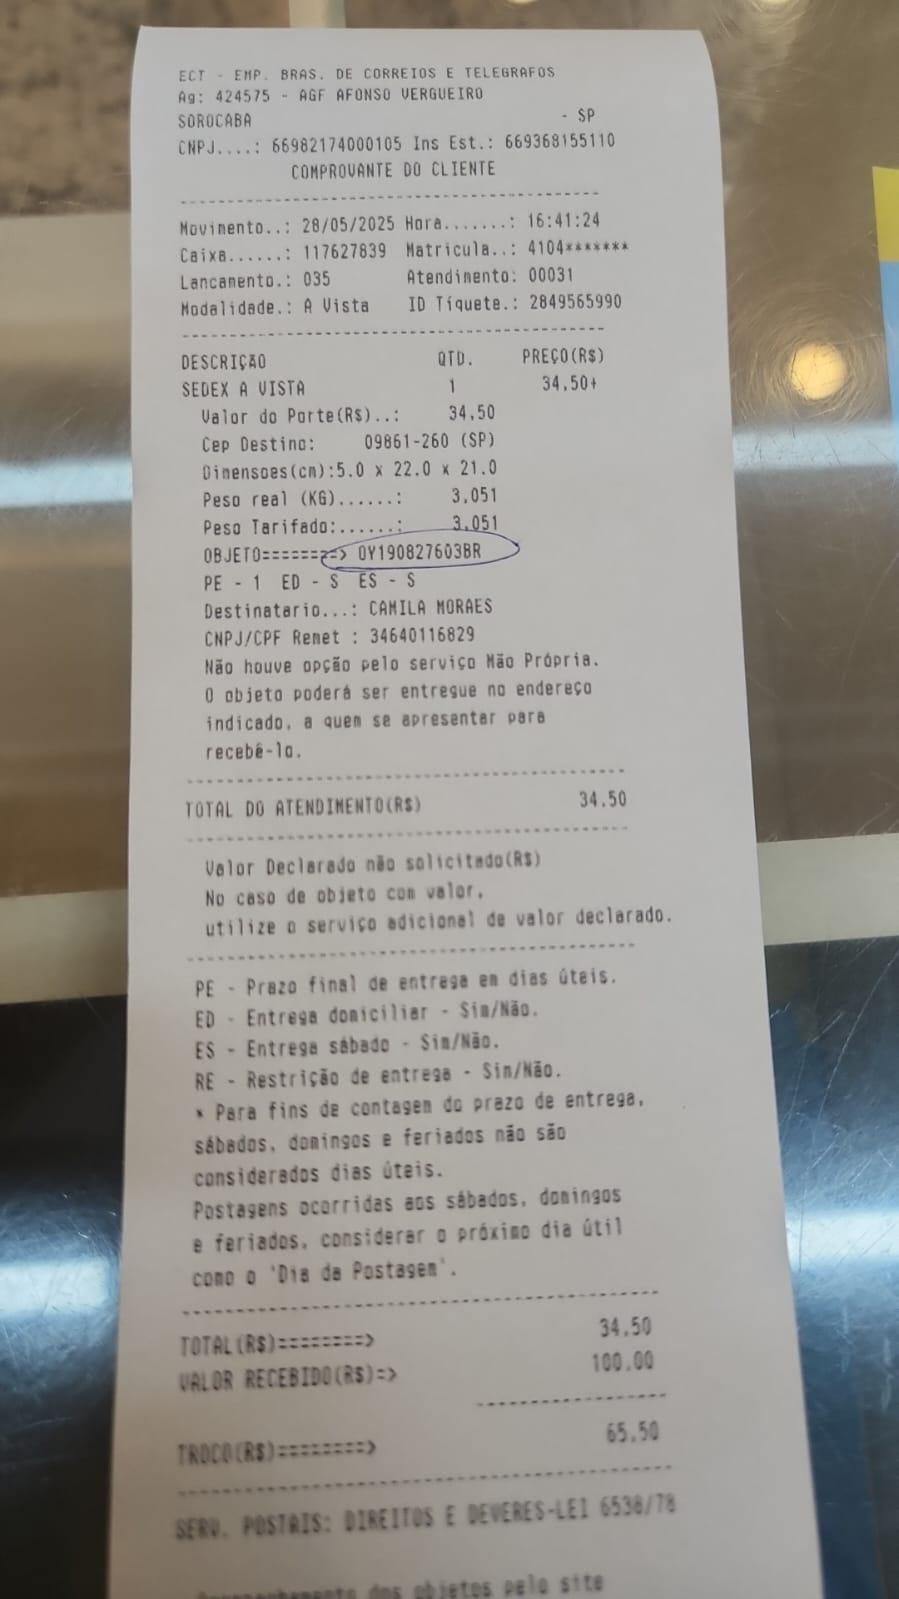 ECT - EMP. BRAS. DE CORREIOS E TELEGRAFOS
Ag: 424575 - AGF AFONSO VERGUEIRO
SOROCABA - SP
CNPJ....: 66982174000105 Ins Est.: 669368155110
COMPROVANTE DO CLIENTE
Movimento..: 28/05/2025 Hora.......: 16:41:24
Caixa......: 117627839 Matricula..: 4104*******
Lancamento.: 035 Atendimento: 00031
Modalidade.: A Vista ID Tíquete.: 2849565990
DESCRIÇÃO QTD. PREÇO(R$)
SEDEX A VISTA 1 34,50+
Valor do Porte(R$)..: 34,50
Cep Destino: 09861-260 (SP)
Dimensoes(cm):5.0 x 22.0 x 21.0
Peso real (KG)......: 3,051
Peso Tarifado:......: 3,051
OBJETO========> OY190827603BR
PE - 1 ED - S ES - S
Destinatario...: CAMILA MORAES
CNPJ/CPF Remet : 34640116829
Não houve opção pelo serviço Mão Própria.
O objeto poderá ser entregue no endereço
indicado, a quem se apresentar para
recebê-lo.
TOTAL DO ATENDIMENTO(R$) 34,50
Valor Declarado não solicitado(R$)
No caso de objeto com valor,
utilize o serviço adicional de valor declarado.
PE - Prazo final de entrega em dias úteis.
ED - Entrega domiciliar - Sim/Não.
ES - Entrega sábado - Sim/Não.
RE - Restrição de entrega - Sim/Não.
* Para fins de contagem do prazo de entrega,
sábados, domingos e feriados não são
considerados dias úteis.
Postagens ocorridas aos sábados, domingos
e feriados, considerar o próximo dia útil
como o 'Dia da Postagem'.
TOTAL(R$)========> 34,50
VALOR RECEBIDO(R$)=> 100,00
TROCO(R$)========> 65,50
SERV. POSTAIS: DIREITOS E DEVERES-LEI 6538/78
dos objetos pelo site